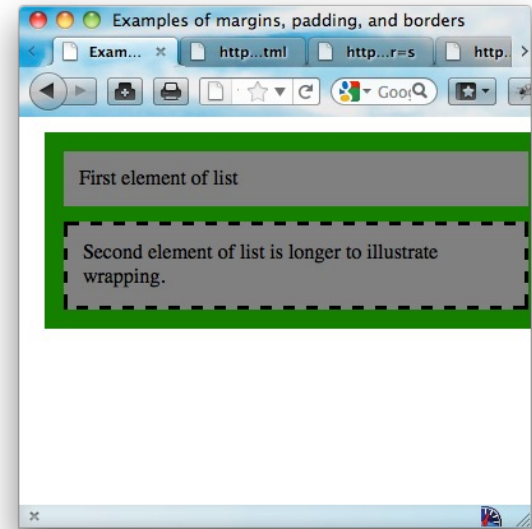 Examples of margins, padding, and borders
Exam... http...tml http...r=s http.
Goo
First element of list
Second element of list is longer to illustrate
wrapping.